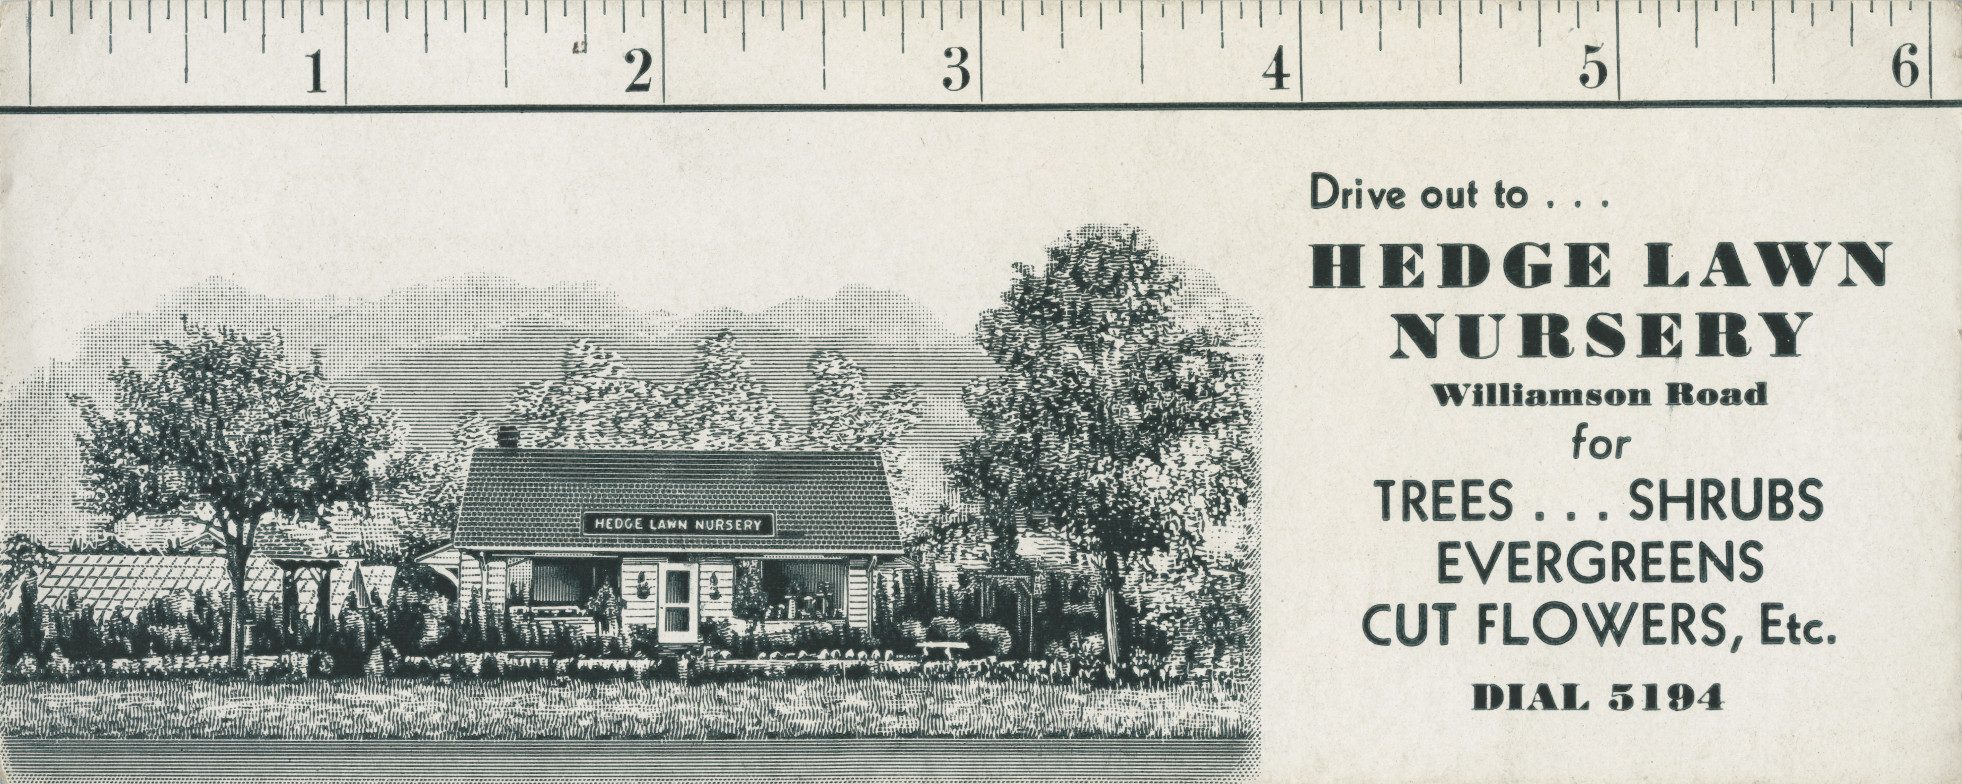 1 2 3 4 5 6
Drive out to . . .
HEDGE LAWN
NURSERY
Williamson Road
for
TREES . . . SHRUBS
EVERGREENS
CUT FLOWERS, Etc.
DIAL 5194
HEDGE LAWN NURSERY